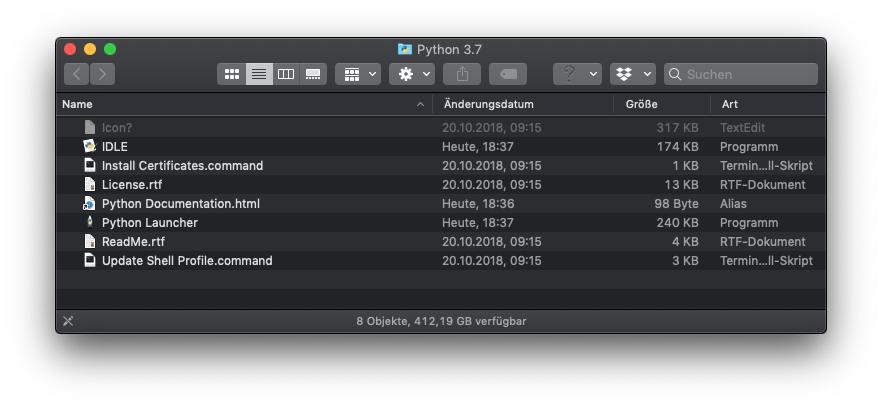 Python 3.7
Suchen
Name Änderungsdatum Größe Art
Icon? 20.10.2018, 09:15 317 KB TextEdit
IDLE Heute, 18:37 174 KB Programm
Install Certificates.command 20.10.2018, 09:15 1 KB Termin...ll-Skript
License.rtf 20.10.2018, 09:15 13 KB RTF-Dokument
Python Documentation.html Heute, 18:36 98 Byte Alias
Python Launcher Heute, 18:37 240 KB Programm
ReadMe.rtf 20.10.2018, 09:15 4 KB RTF-Dokument
Update Shell Profile.command 20.10.2018, 09:15 3 KB Termin...ll-Skript
8 Objekte, 412,19 GB verfügbar